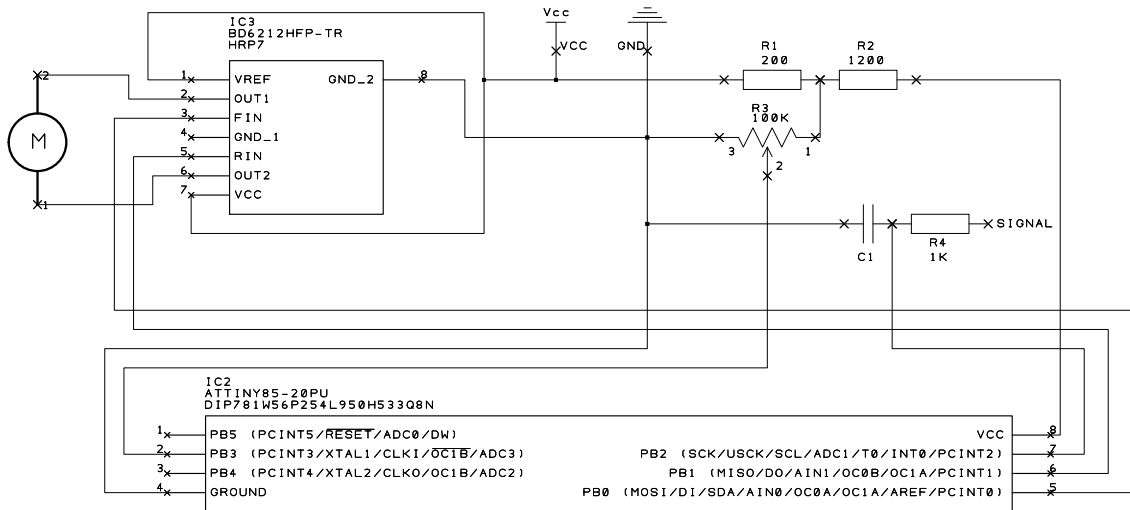 Vcc
VCC
GND
IC3
BD6212HFP-TR
HRP7
1 VREF
2 OUT1
3 FIN
4 GND_1
5 RIN
6 OUT2
7 VCC
GND_2 8
M
2
1
R1
200
R2
1200
R3
100K
3
1
2
C1
R4
1K
SIGNAL
IC2
ATTINY85-20PU
DIP781W56P254L950H533Q8N
1 PB5 (PCINT5/RESET/ADC0/DW)
2 PB3 (PCINT3/XTAL1/CLKI/OC1B/ADC3)
3 PB4 (PCINT4/XTAL2/CLKO/OC1B/ADC2)
4 GROUND
VCC 8
PB2 (SCK/USCK/SCL/ADC1/T0/INT0/PCINT2) 7
PB1 (MISO/DO/AIN1/OC0B/OC1A/PCINT1) 6
PB0 (MOSI/DI/SDA/AIN0/OC0A/OC1A/AREF/PCINT0) 5